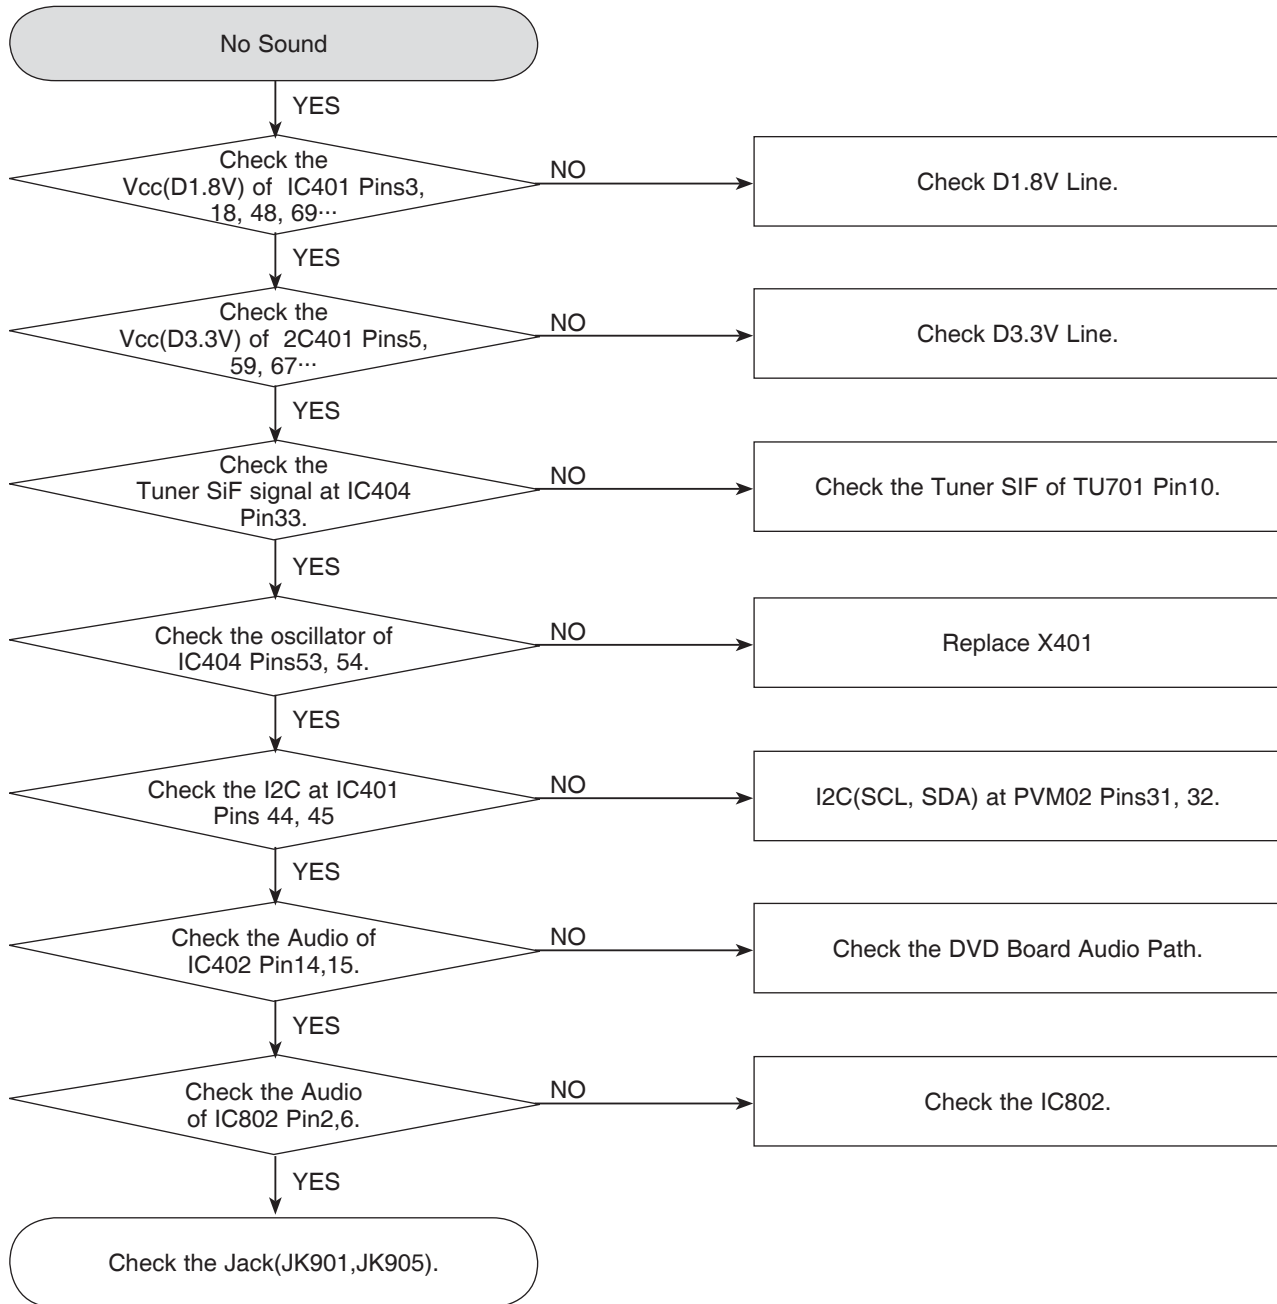 No Sound
YES
Check the
Vcc(D1.8V) of IC401 Pins3,
18, 48, 69···
NO
Check D1.8V Line.
YES
Check the
Vcc(D3.3V) of 2C401 Pins5,
59, 67···
NO
Check D3.3V Line.
YES
Check the
Tuner SiF signal at IC404
Pin33.
NO
Check the Tuner SIF of TU701 Pin10.
YES
Check the oscillator of
IC404 Pins53, 54.
NO
Replace X401
YES
Check the I2C at IC401
Pins 44, 45
NO
I2C(SCL, SDA) at PVM02 Pins31, 32.
YES
Check the Audio of
IC402 Pin14,15.
NO
Check the DVD Board Audio Path.
YES
Check the Audio
of IC802 Pin2,6.
NO
Check the IC802.
YES
Check the Jack(JK901,JK905).